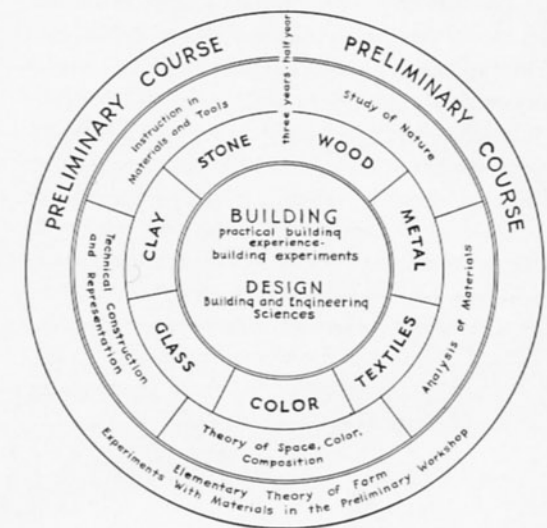 PRELIMINARY COURSE
PRELIMINARY COURSE
three years - half year
Instruction in
Materials and Tools
Study of Nature
STONE
WOOD
CLAY
METAL
BUILDING
practical building
experience-
building experiments
DESIGN
Building and Engineering
Sciences
Technical Construction
and Representation
Analysis of Materials
GLASS
TEXTILES
COLOR
Theory of Space, Color,
Composition
Elementary Theory of Form
Experiments With Materials in the Preliminary Workshop